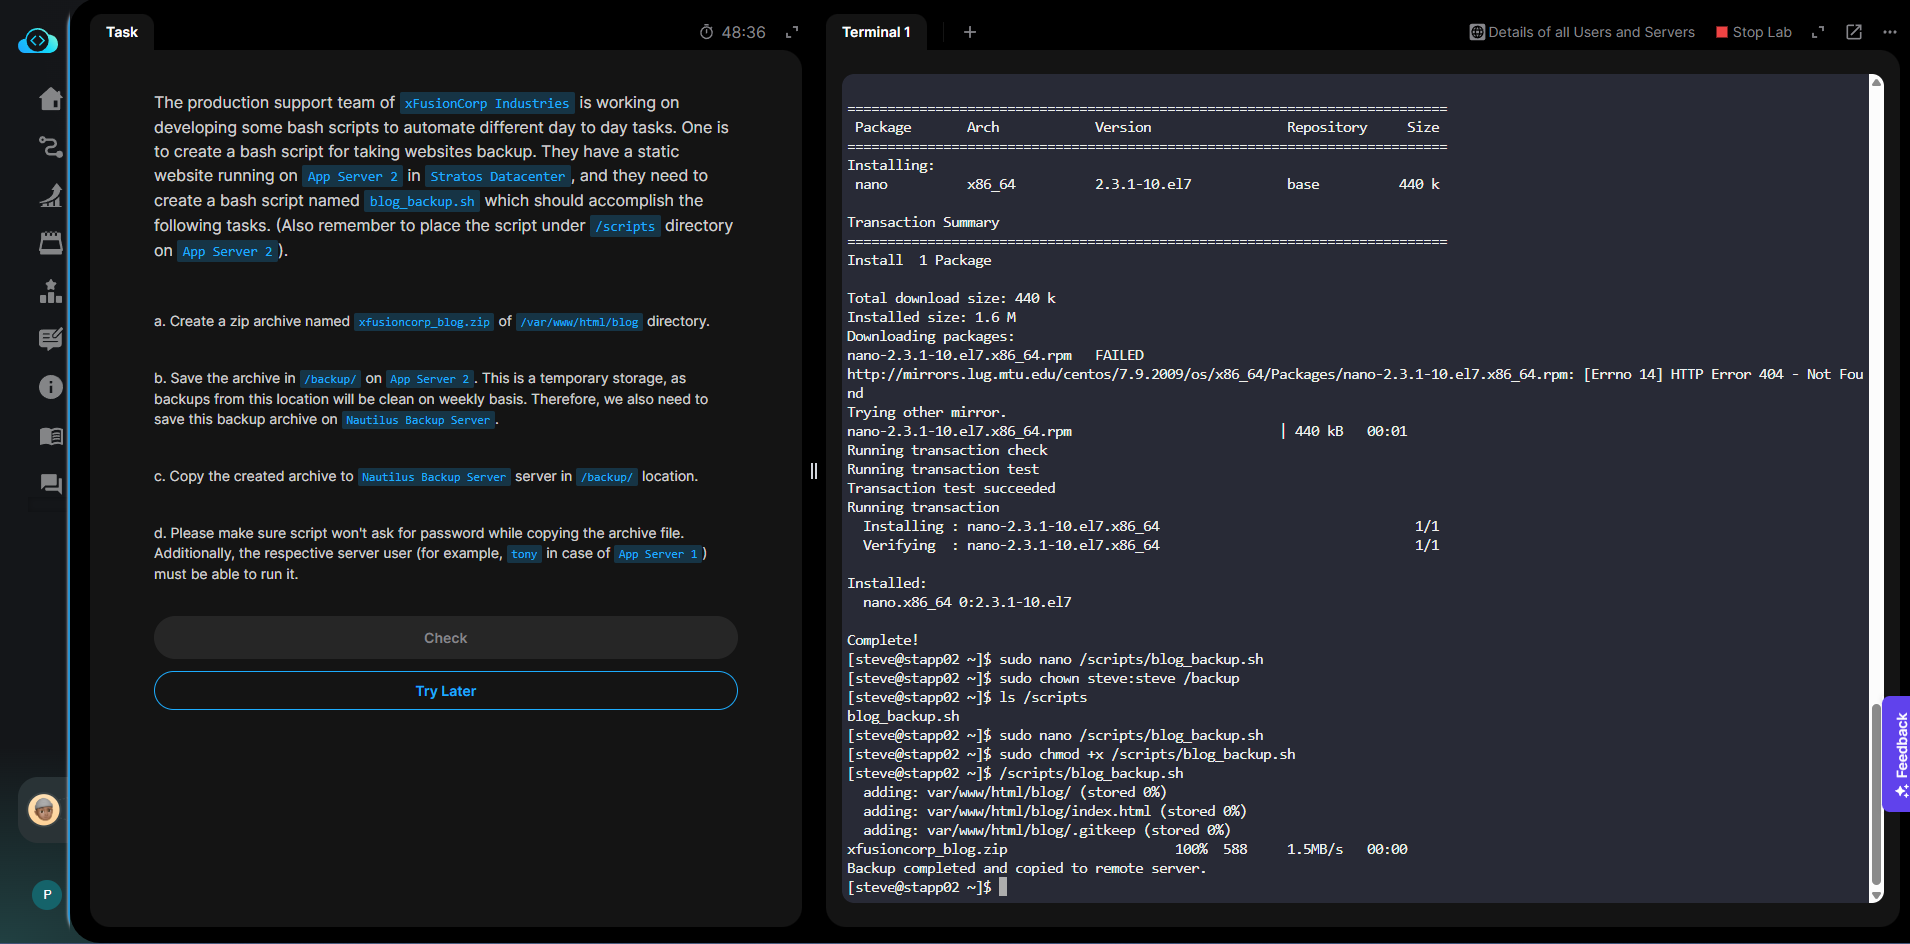 Task
48:36
The production support team of xFusionCorp Industries is working on
developing some bash scripts to automate different day to day tasks. One is
to create a bash script for taking websites backup. They have a static
website running on App Server 2 in Stratos Datacenter, and they need to
create a bash script named blog_backup.sh which should accomplish the
following tasks. (Also remember to place the script under /scripts directory
on App Server 2).
a. Create a zip archive named xfusioncorp_blog.zip of /var/www/html/blog directory.
b. Save the archive in /backup/ on App Server 2. This is a temporary storage, as
backups from this location will be clean on weekly basis. Therefore, we also need to
save this backup archive on Nautilus Backup Server.
c. Copy the created archive to Nautilus Backup Server server in /backup/ location.
d. Please make sure script won't ask for password while copying the archive file.
Additionally, the respective server user (for example, tony in case of App Server 1)
must be able to run it.
Check
Try Later
P
Terminal 1
Details of all Users and Servers
Stop Lab
================================================================================
Package Arch Version Repository Size
================================================================================
Installing:
nano x86_64 2.3.1-10.el7 base 440 k
Transaction Summary
================================================================================
Install 1 Package
Total download size: 440 k
Installed size: 1.6 M
Downloading packages:
nano-2.3.1-10.el7.x86_64.rpm FAILED
http://mirrors.lug.mtu.edu/centos/7.9.2009/os/x86_64/Packages/nano-2.3.1-10.el7.x86_64.rpm: [Errno 14] HTTP Error 404 - Not Fou
nd
Trying other mirror.
nano-2.3.1-10.el7.x86_64.rpm | 440 kB 00:01
Running transaction check
Running transaction test
Transaction test succeeded
Running transaction
Installing : nano-2.3.1-10.el7.x86_64 1/1
Verifying : nano-2.3.1-10.el7.x86_64 1/1
Installed:
nano.x86_64 0:2.3.1-10.el7
Complete!
[steve@stapp02 ~]$ sudo nano /scripts/blog_backup.sh
[steve@stapp02 ~]$ sudo chown steve:steve /backup
[steve@stapp02 ~]$ ls /scripts
blog_backup.sh
[steve@stapp02 ~]$ sudo nano /scripts/blog_backup.sh
[steve@stapp02 ~]$ sudo chmod +x /scripts/blog_backup.sh
[steve@stapp02 ~]$ /scripts/blog_backup.sh
adding: var/www/html/blog/ (stored 0%)
adding: var/www/html/blog/index.html (stored 0%)
adding: var/www/html/blog/.gitkeep (stored 0%)
xfusioncorp_blog.zip 100% 588 1.5MB/s 00:00
Backup completed and copied to remote server.
[steve@stapp02 ~]$
Feedback